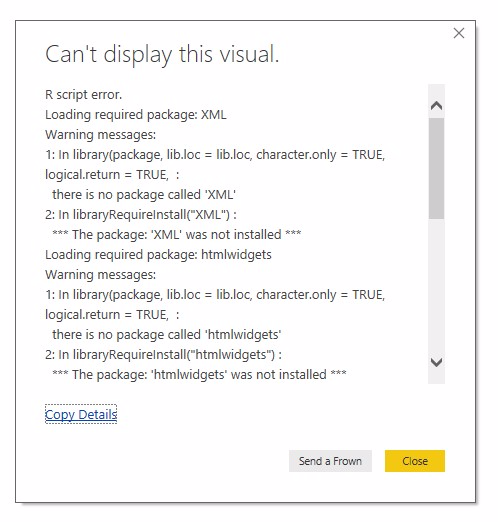 Can't display this visual.
R script error.
Loading required package: XML
Warning messages:
1: In library(package, lib.loc = lib.loc, character.only = TRUE,
logical.return = TRUE,  :
  there is no package called 'XML'
2: In libraryRequireInstall("XML") :
  *** The package: 'XML' was not installed ***
Loading required package: htmlwidgets
Warning messages:
1: In library(package, lib.loc = lib.loc, character.only = TRUE,
logical.return = TRUE,  :
  there is no package called 'htmlwidgets'
2: In libraryRequireInstall("htmlwidgets") :
  *** The package: 'htmlwidgets' was not installed ***
Copy Details
Send a Frown
Close